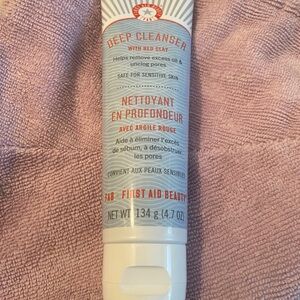 DEEP CLEANSER
WITH RED CLAY
Helps remove excess oil &
unclog pores
SAFE FOR SENSITIVE SKIN
NETTOYANT
EN PROFONDEUR
AVEC ARGILE ROUGE
Aide à éliminer l'excès
de sébum, à désobstruer
les pores
CONVIENT AUX PEAUX SENSIBLES
FAB FIRST AID BEAUTY
NET WT. 134 g (4.7 OZ)